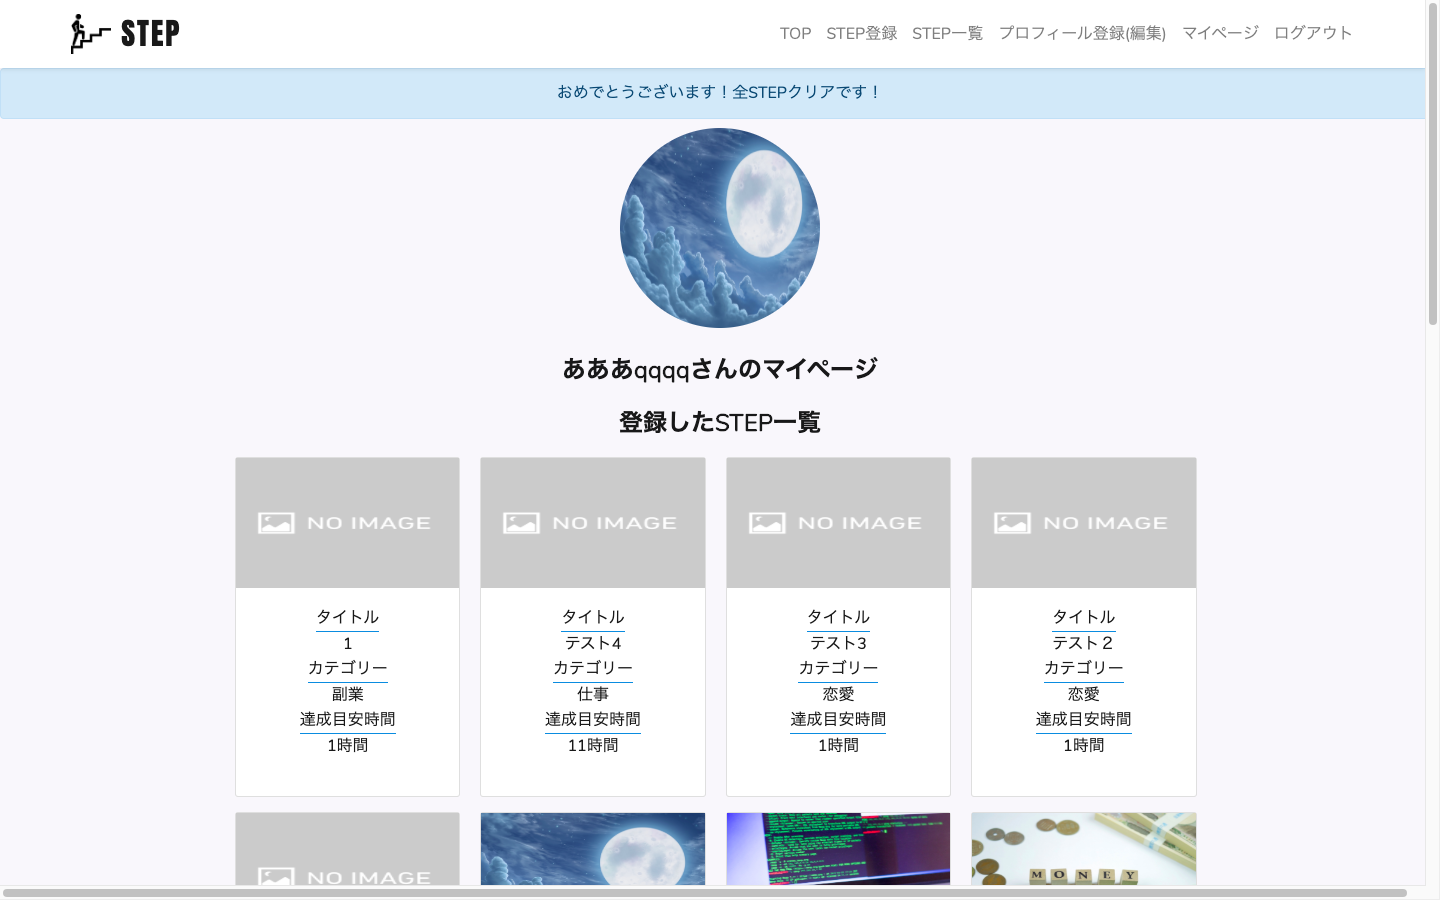 STEP
TOP STEP登録 STEP一覧 プロフィール登録(編集) マイページ ログアウト
おめでとうございます！全STEPクリアです！
あああqqqqさんのマイページ
登録したSTEP一覧
NO IMAGE
タイトル
1
カテゴリー
副業
達成目安時間
1時間
NO IMAGE
タイトル
テスト4
カテゴリー
仕事
達成目安時間
11時間
NO IMAGE
タイトル
テスト3
カテゴリー
恋愛
達成目安時間
1時間
NO IMAGE
タイトル
テスト２
カテゴリー
恋愛
達成目安時間
1時間
NO IMAGE
MONEY